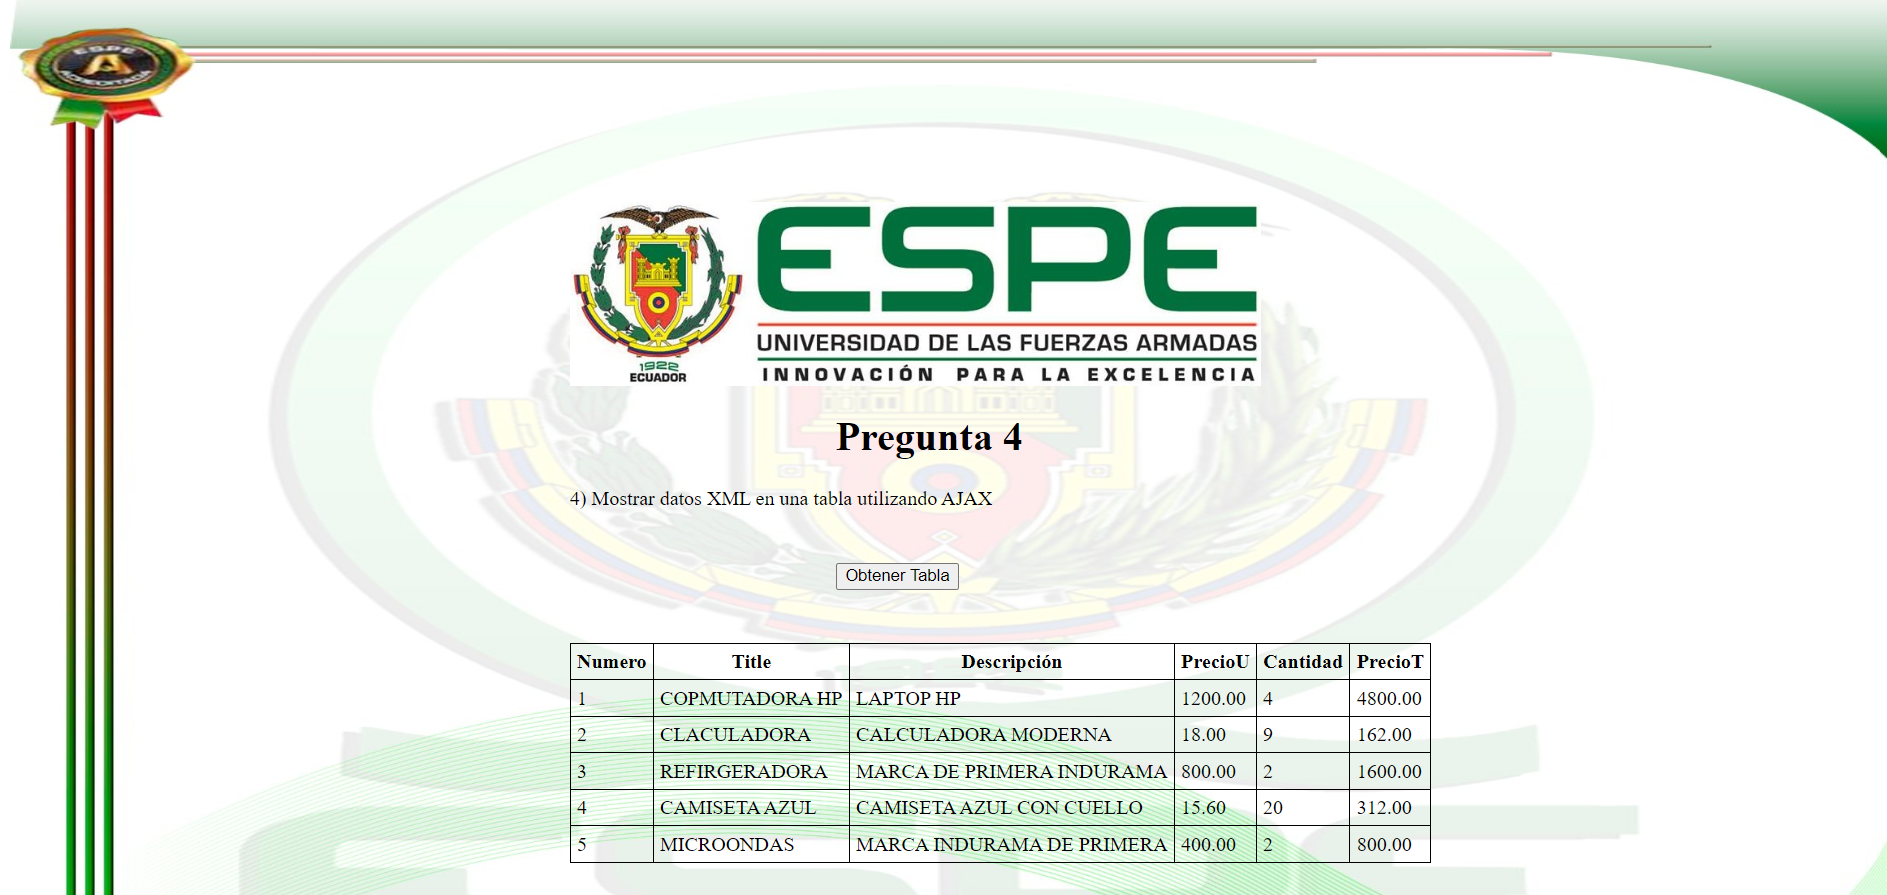 ESPE
A
ACREDITADA
ESPE
UNIVERSIDAD DE LAS FUERZAS ARMADAS
INNOVACIÓN PARA LA EXCELENCIA
1922
ECUADOR
Pregunta 4
4) Mostrar datos XML en una tabla utilizando AJAX
Obtener Tabla
Numero Title Descripción PrecioU Cantidad PrecioT
1 COPMUTADORA HP LAPTOP HP 1200.00 4 4800.00
2 CLACULADORA CALCULADORA MODERNA 18.00 9 162.00
3 REFIRGERADORA MARCA DE PRIMERA INDURAMA 800.00 2 1600.00
4 CAMISETA AZUL CAMISETA AZUL CON CUELLO 15.60 20 312.00
5 MICROONDAS MARCA INDURAMA DE PRIMERA 400.00 2 800.00
ESPE